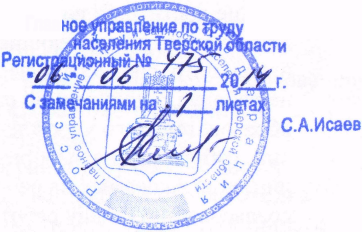 ное управление по труду
населения Тверской области
Регистрационный № 475
"06" 06 2014 г.
С замечаниями на 1 листах
С.А.Исаев